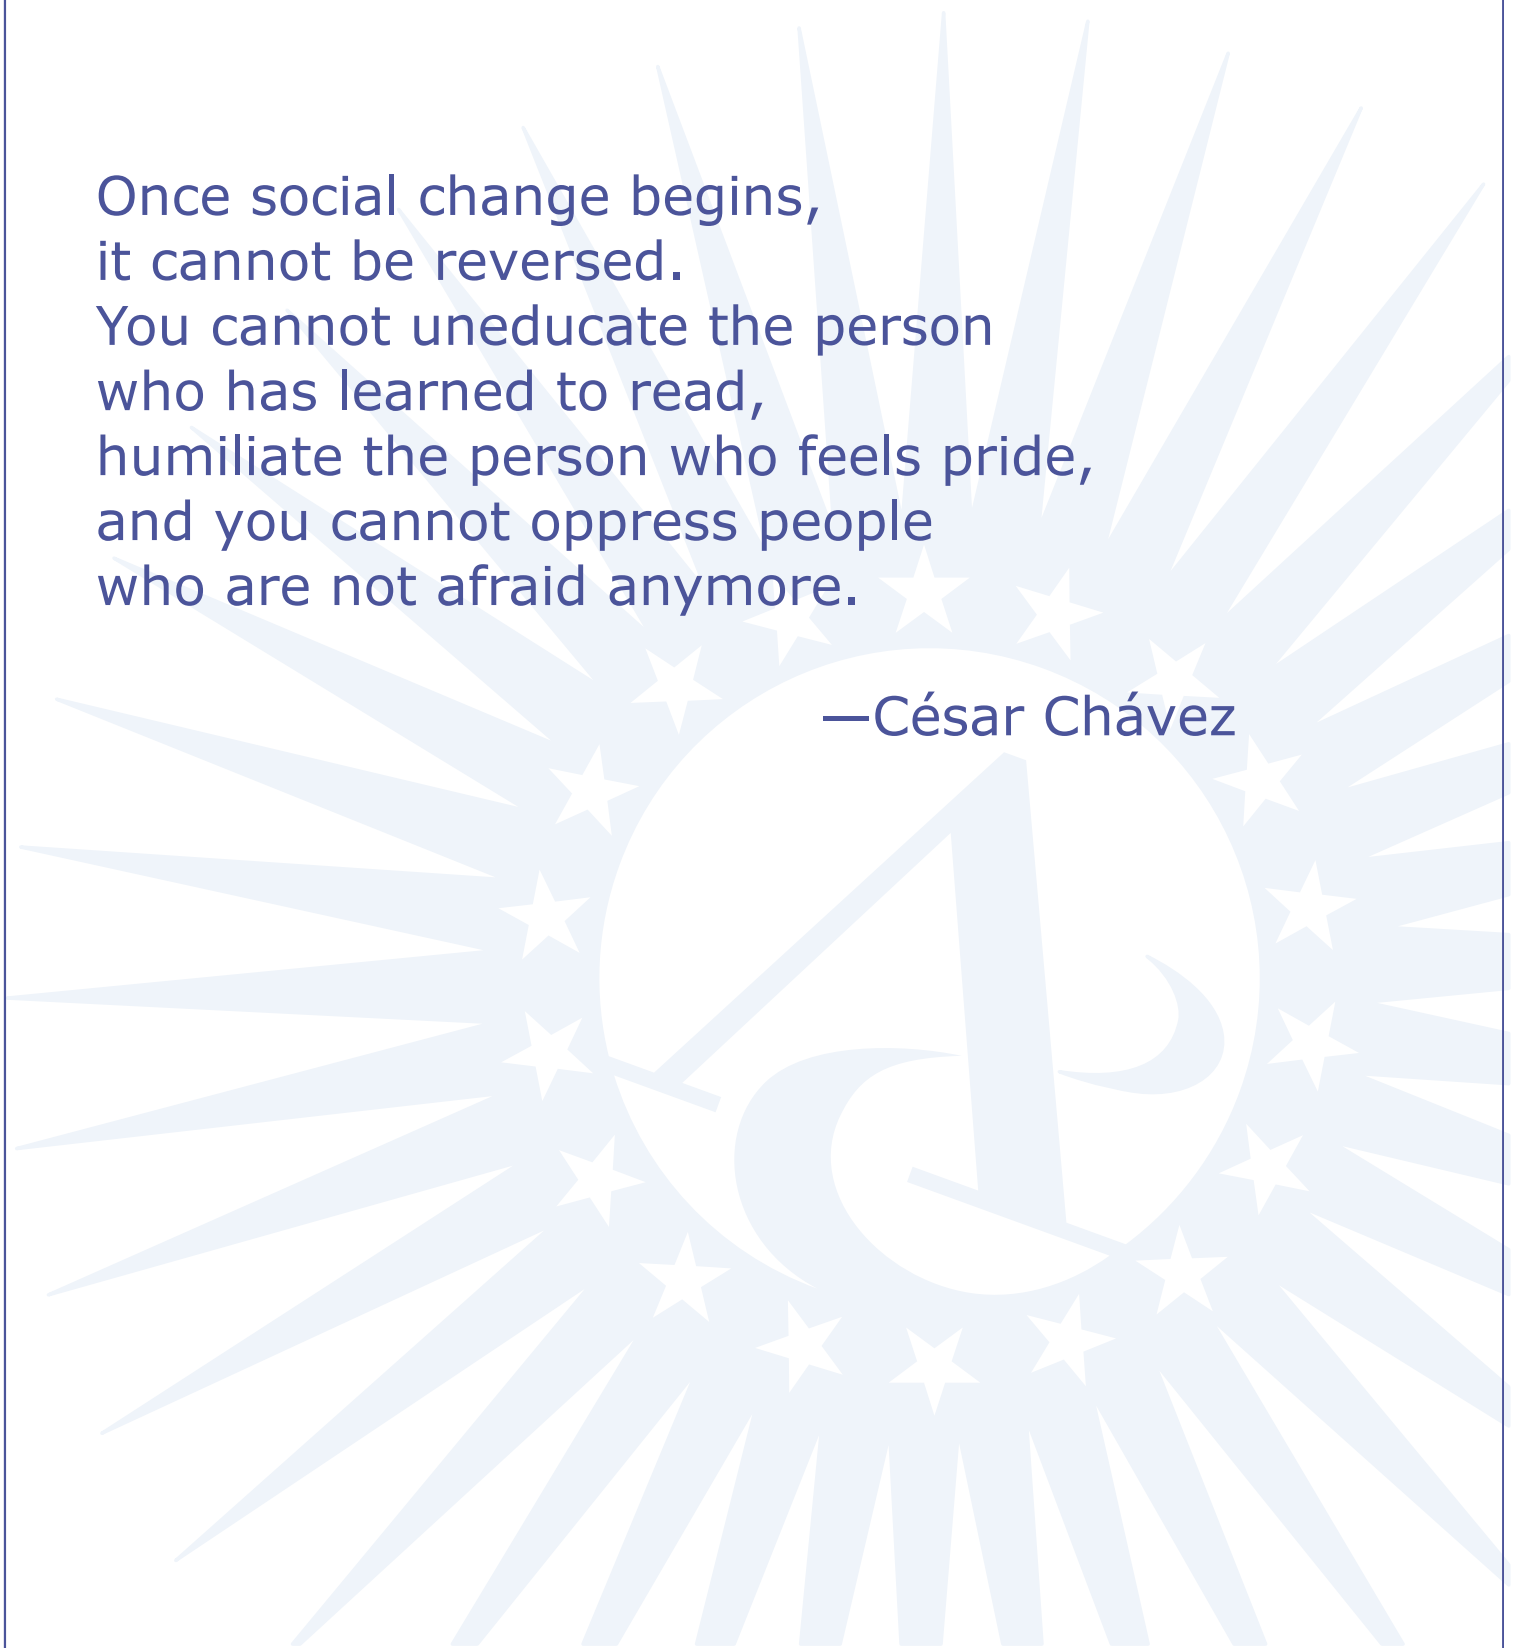 Once social change begins,
it cannot be reversed.
You cannot uneducate the person
who has learned to read,
humiliate the person who feels pride,
and you cannot oppress people
who are not afraid anymore.
—César Chávez